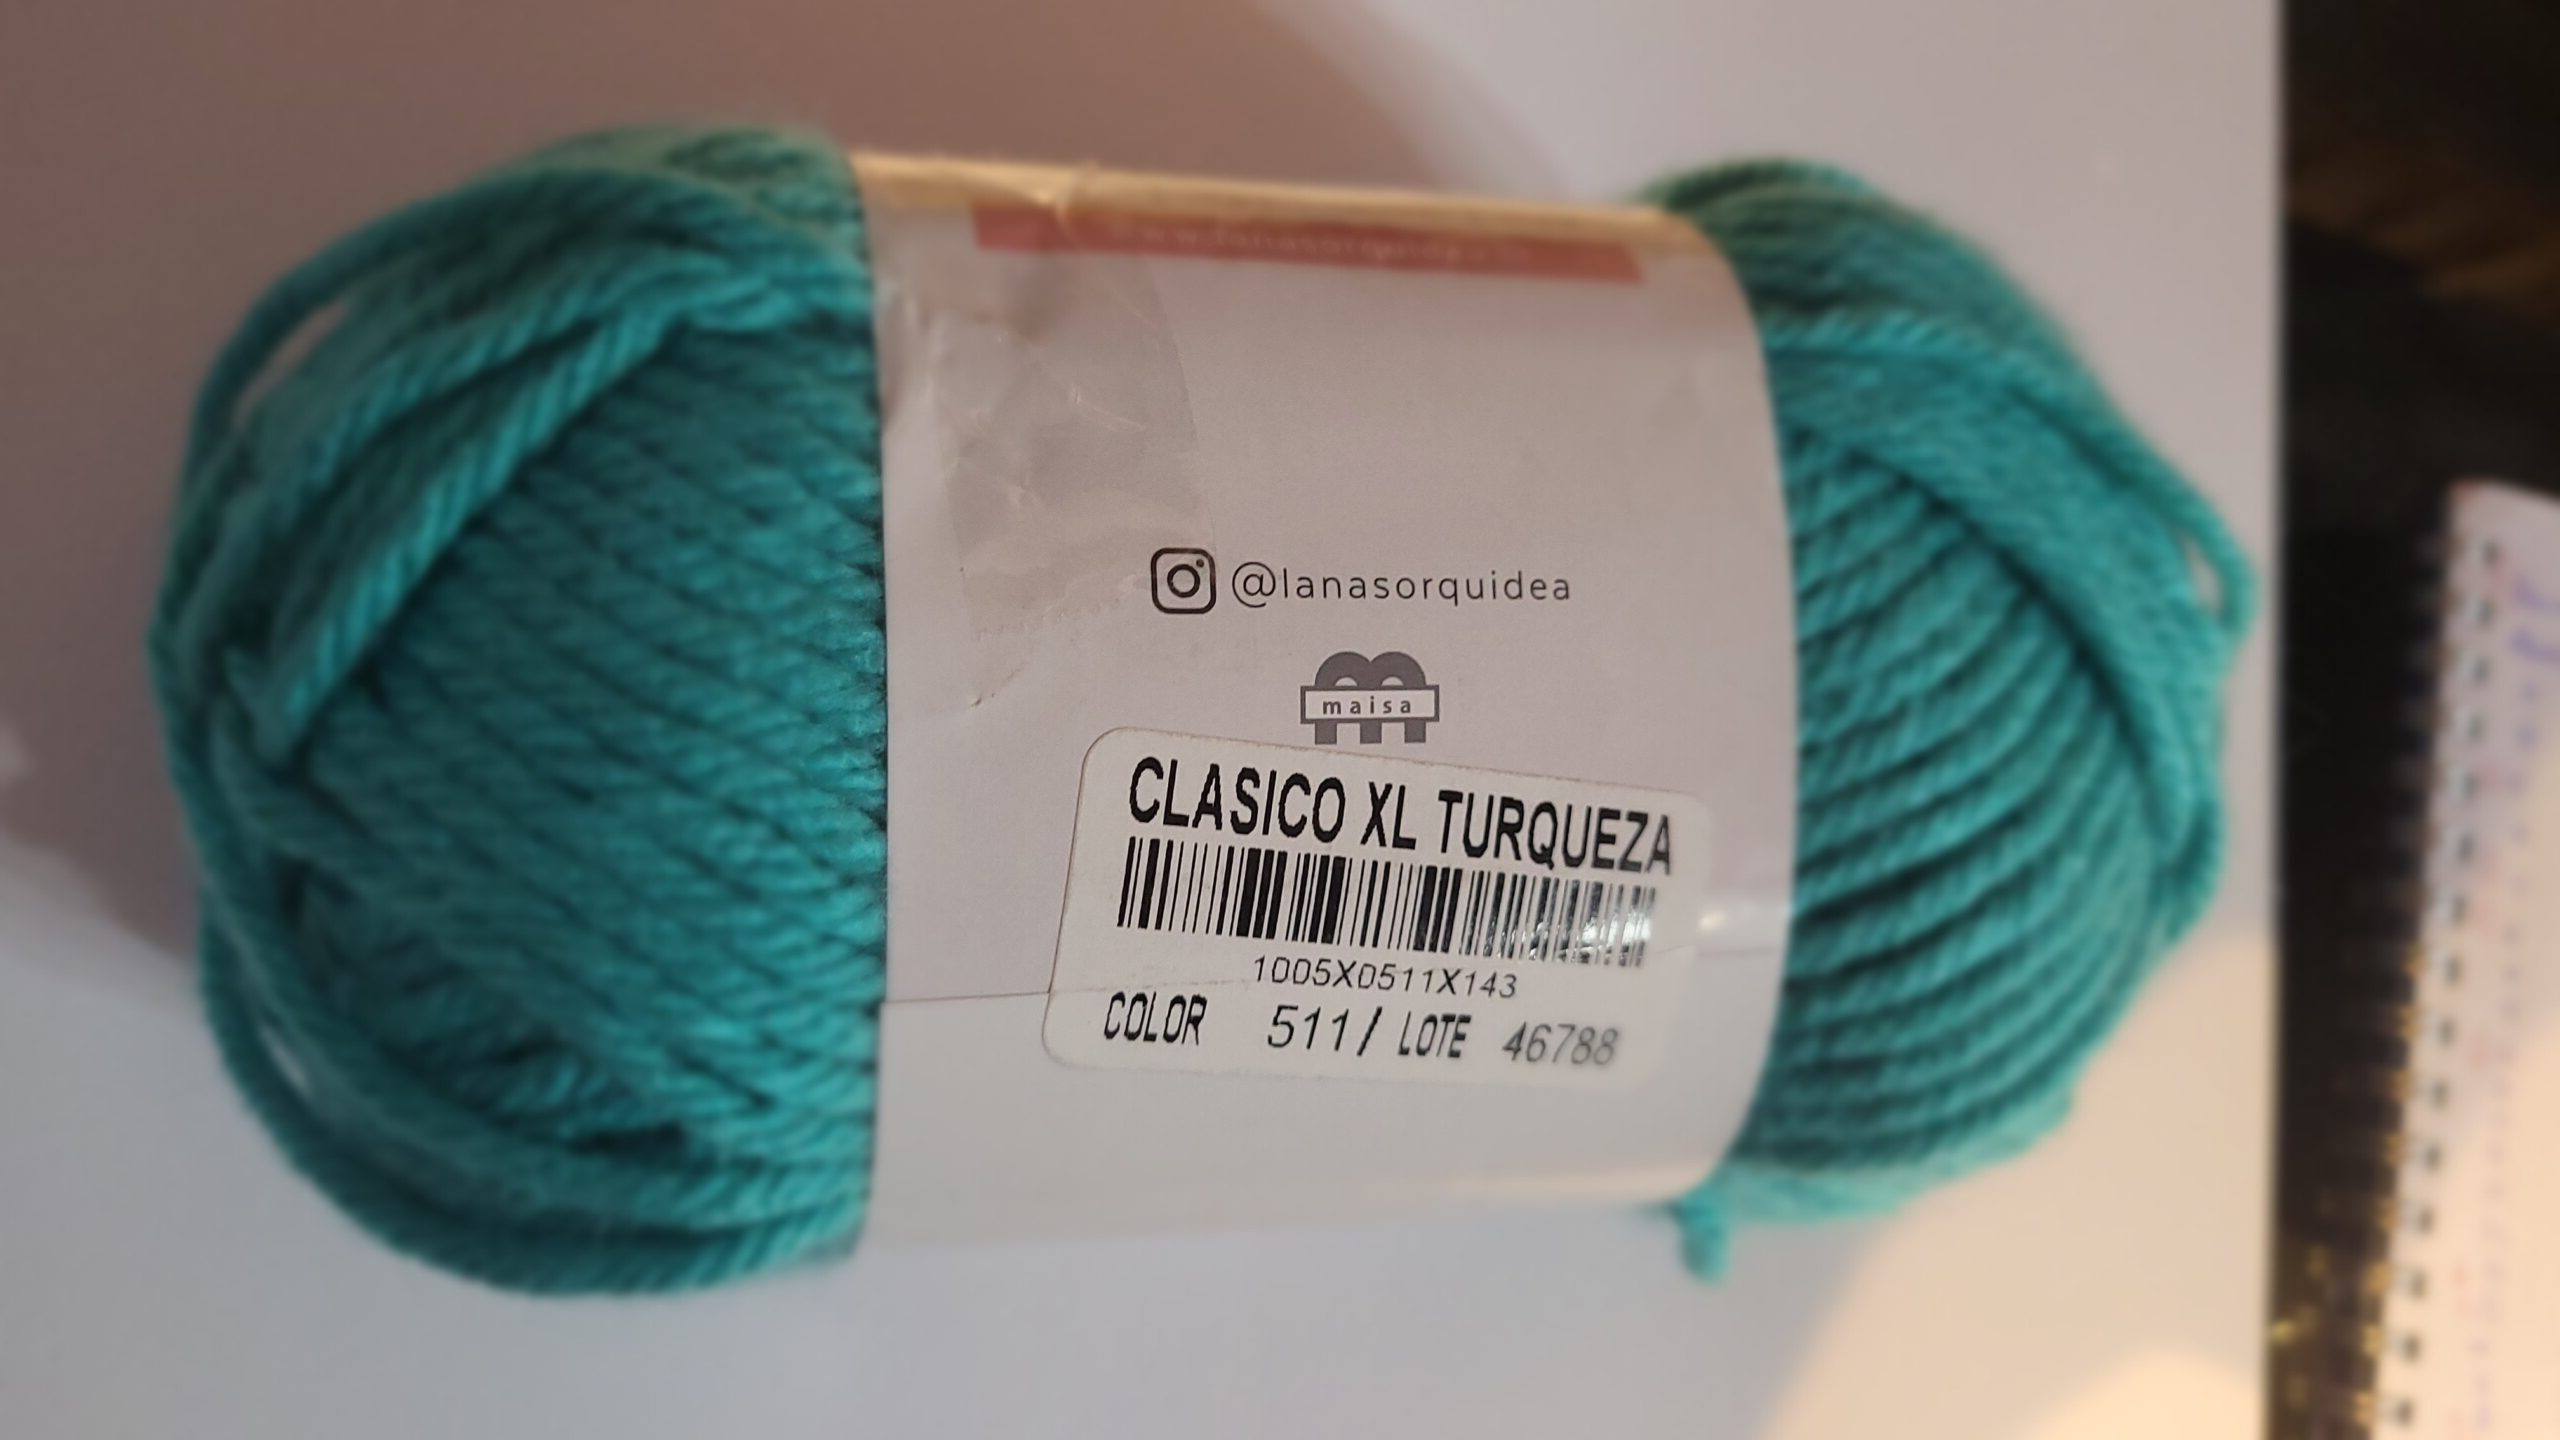 @lanasorquidea
maisa
CLASICO XL TURQUEZA
1005X0511X143
COLOR 511/ LOTE 46788